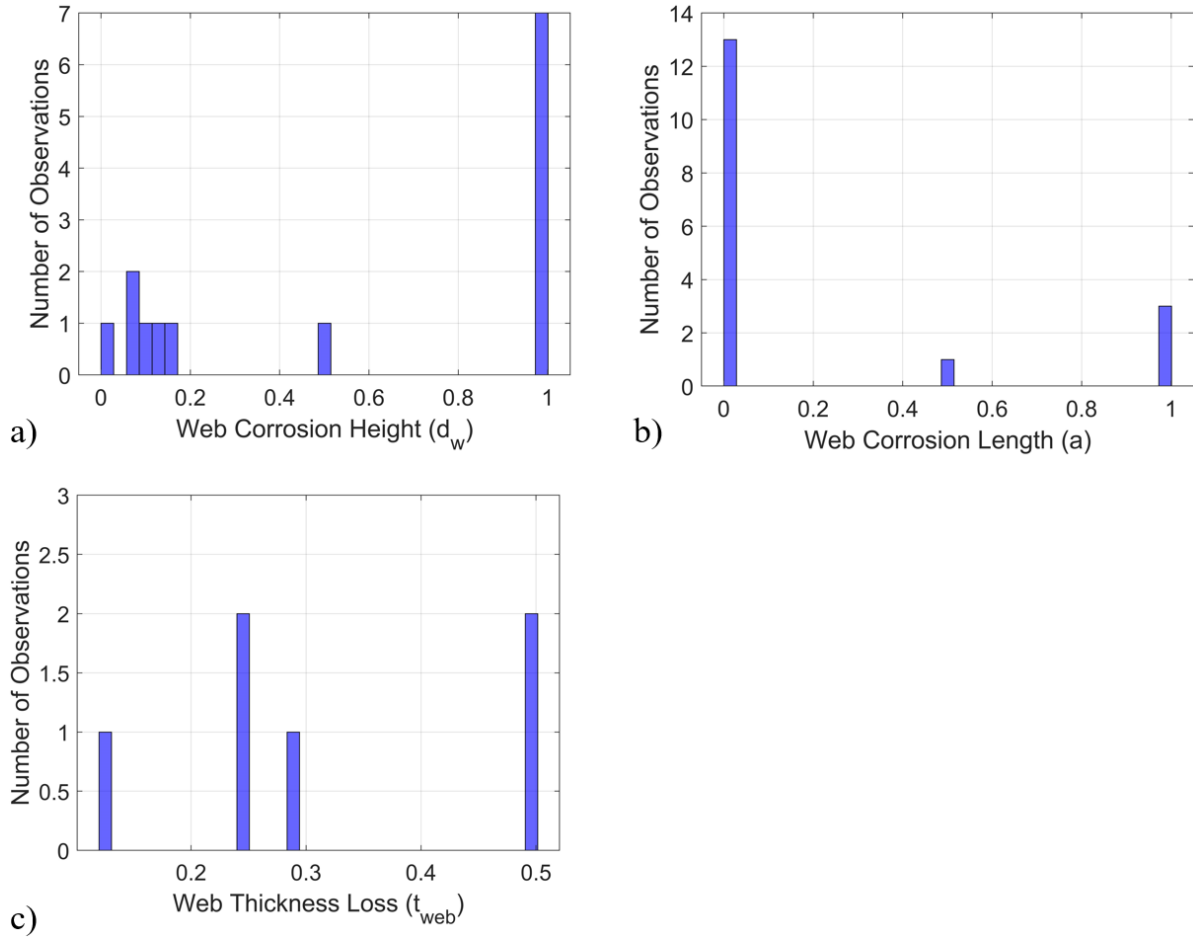 7
6
5
4
3
2
1
0
Number of Observations
0 0.2 0.4 0.6 0.8 1
Web Corrosion Height (d_w)
a)
14
12
10
8
6
4
2
0
Number of Observations
0 0.2 0.4 0.6 0.8 1
Web Corrosion Length (a)
b)
3
2.5
2
1.5
1
0.5
0
Number of Observations
0.2 0.3 0.4 0.5
Web Thickness Loss (t_web)
c)